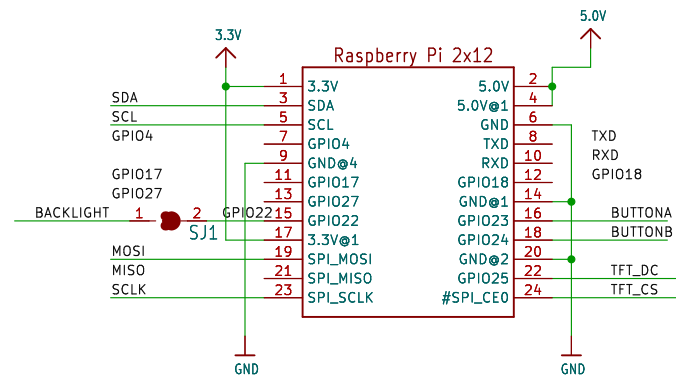 5.0V
3.3V
Raspberry Pi 2x12
1 3.3V 5.0V 2
SDA 3 SDA 5.0V@1 4
SCL 5 SCL GND 6
GPIO4 7 GPIO4 TXD 8 TXD
9 GND@4 RXD 10 RXD
GPIO17 11 GPIO17 GPIO18 12 GPIO18
GPIO27 13 GPIO27 GND@1 14
BACKLIGHT 1 2 GPIO22 15 GPIO22 GPIO23 16 BUTTONA
SJ1 17 3.3V@1 GPIO24 18 BUTTONB
MOSI 19 SPI_MOSI GND@2 20
MISO 21 SPI_MISO GPIO25 22 TFT_DC
SCLK 23 SPI_SCLK #SPI_CE0 24 TFT_CS
GND GND